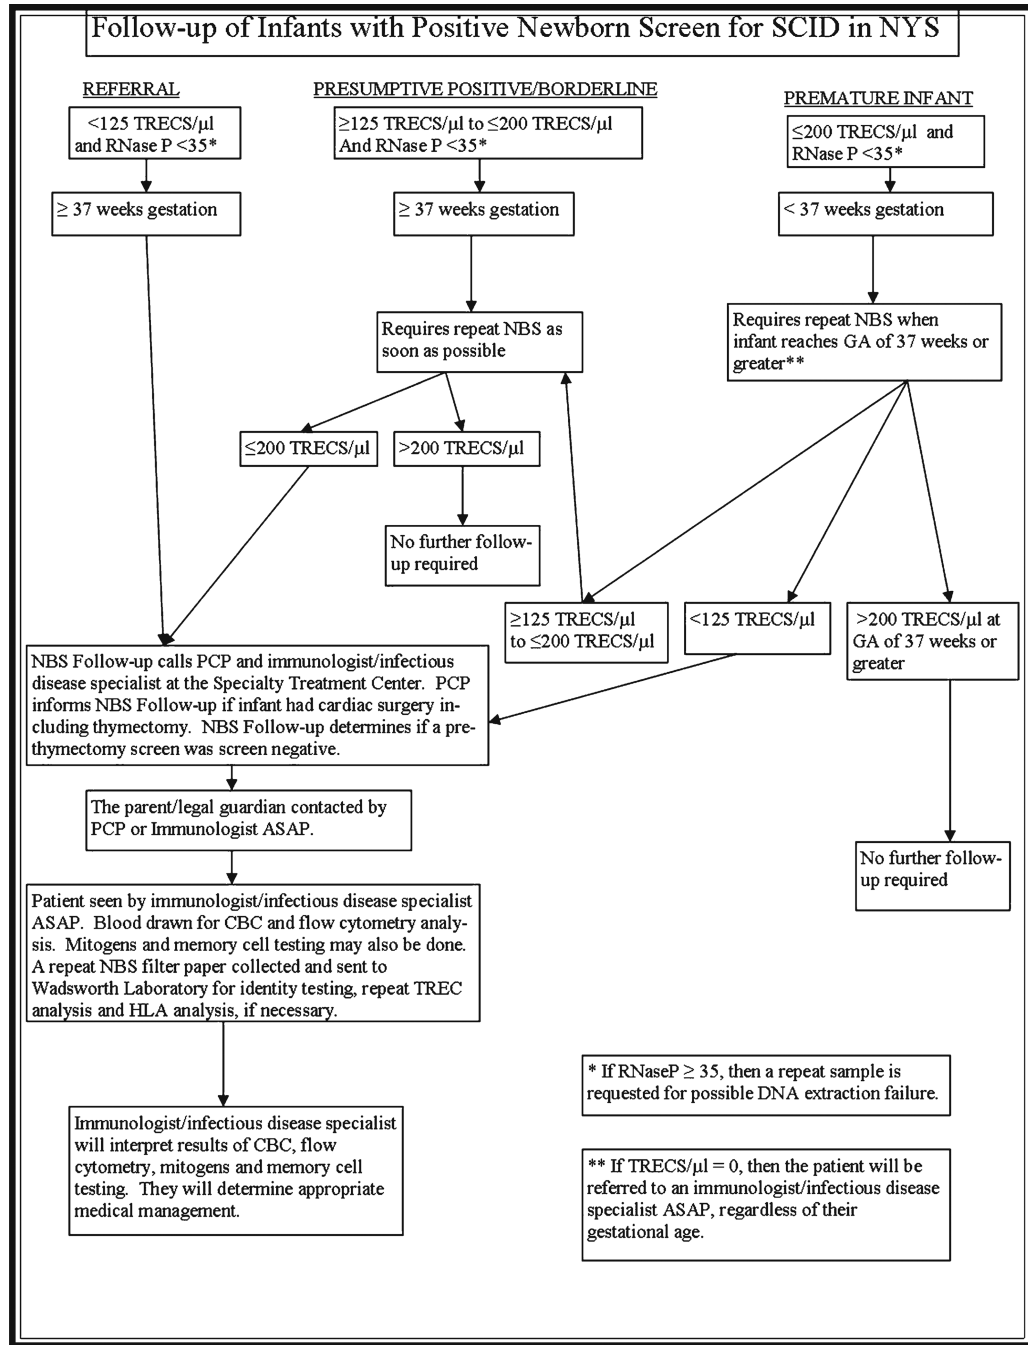 Follow-up of Infants with Positive Newborn Screen for SCID in NYS
REFERRAL
<125 TRECS/µl
and RNase P <35*
≥ 37 weeks gestation
PRESUMPTIVE POSITIVE/BORDERLINE
≥125 TRECS/µl to ≤200 TRECS/µl
And RNase P <35*
≥ 37 weeks gestation
Requires repeat NBS as
soon as possible
≤200 TRECS/µl
>200 TRECS/µl
No further follow-
up required
PREMATURE INFANT
≤200 TRECS/µl and
RNase P <35*
< 37 weeks gestation
Requires repeat NBS when
infant reaches GA of 37 weeks or
greater**
≥125 TRECS/µl
to ≤200 TRECS/µl
<125 TRECS/µl
>200 TRECS/µl at
GA of 37 weeks or
greater
No further follow-
up required
NBS Follow-up calls PCP and immunologist/infectious
disease specialist at the Specialty Treatment Center. PCP
informs NBS Follow-up if infant had cardiac surgery in-
cluding thymectomy. NBS Follow-up determines if a pre-
thymectomy screen was screen negative.
The parent/legal guardian contacted by
PCP or Immunologist ASAP.
Patient seen by immunologist/infectious disease specialist
ASAP. Blood drawn for CBC and flow cytometry analy-
sis. Mitogens and memory cell testing may also be done.
A repeat NBS filter paper collected and sent to
Wadsworth Laboratory for identity testing, repeat TREC
analysis and HLA analysis, if necessary.
Immunologist/infectious disease specialist
will interpret results of CBC, flow
cytometry, mitogens and memory cell
testing. They will determine appropriate
medical management.
* If RNaseP ≥ 35, then a repeat sample is
requested for possible DNA extraction failure.
** If TRECS/µl = 0, then the patient will be
referred to an immunologist/infectious disease
specialist ASAP, regardless of their
gestational age.